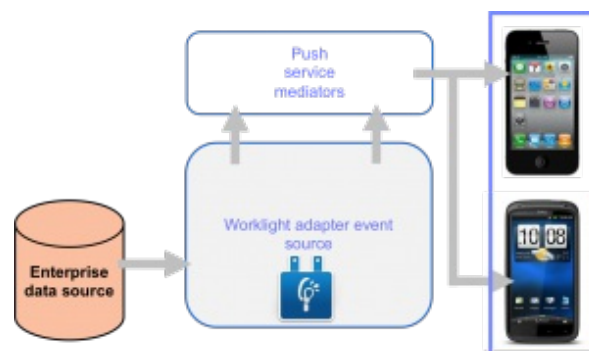 Push
service
mediators
Worklight adapter event
source
Enterprise
data source
10 08